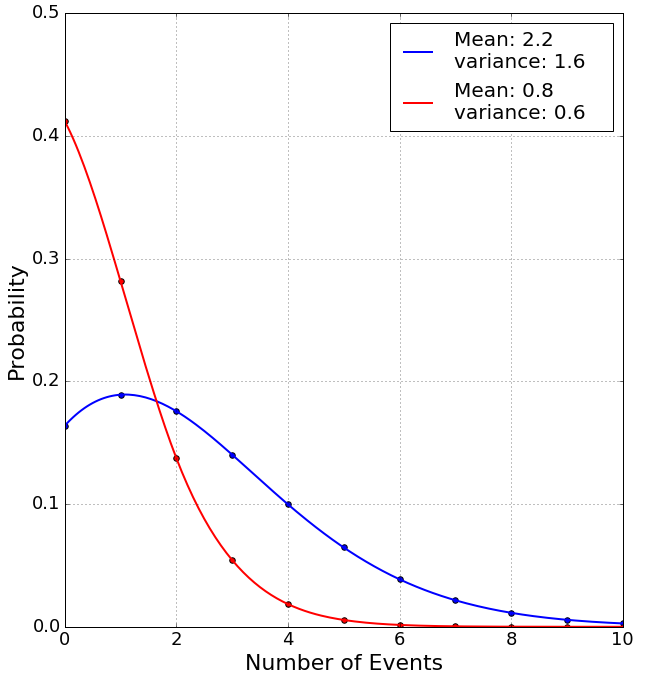 0.5
Mean: 2.2
variance: 1.6
Mean: 0.8
variance: 0.6
0.4
0.3
0.2
0.1
0.0
Probability
0 2 4 6 8 10
Number of Events